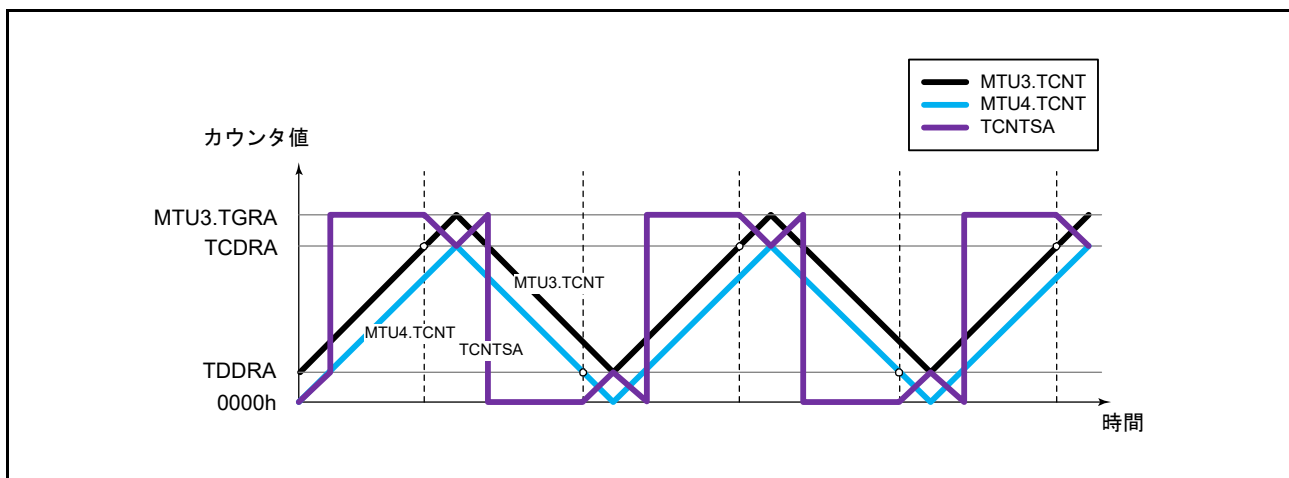 MTU3.TCNT
MTU4.TCNT
TCNTSA
カウンタ値
MTU3.TGRA
TCDRA
MTU3.TCNT
MTU4.TCNT
TCNTSA
TDDRA
0000h
時間